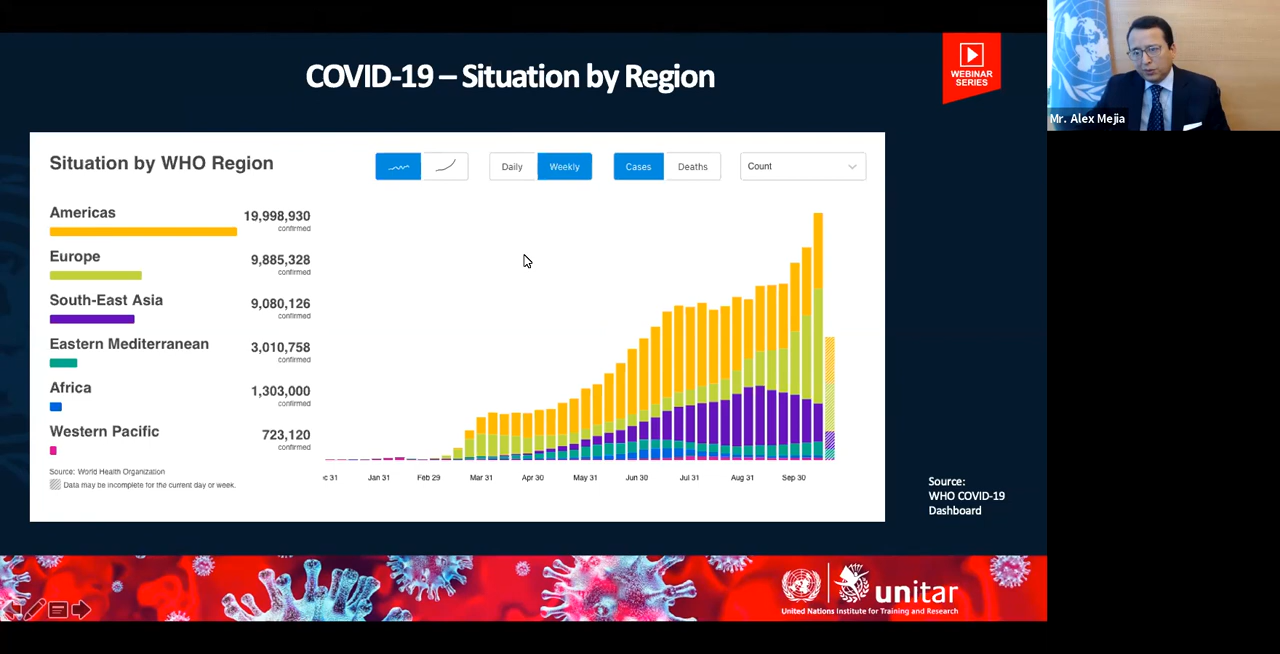 COVID-19 – Situation by Region
WEBINAR
SERIES
Mr. Alex Mejia
Situation by WHO Region
Daily
Weekly
Cases
Deaths
Count
Americas
19,998,930
confirmed
Europe
9,885,328
confirmed
South-East Asia
9,080,126
confirmed
Eastern Mediterranean
3,010,758
confirmed
Africa
1,303,000
confirmed
Western Pacific
723,120
confirmed
Source: World Health Organization
Data may be incomplete for the current day or week.
c 31
Jan 31
Feb 29
Mar 31
Apr 30
May 31
Jun 30
Jul 31
Aug 31
Sep 30
Source:
WHO COVID-19
Dashboard
unitar
United Nations Institute for Training and Research